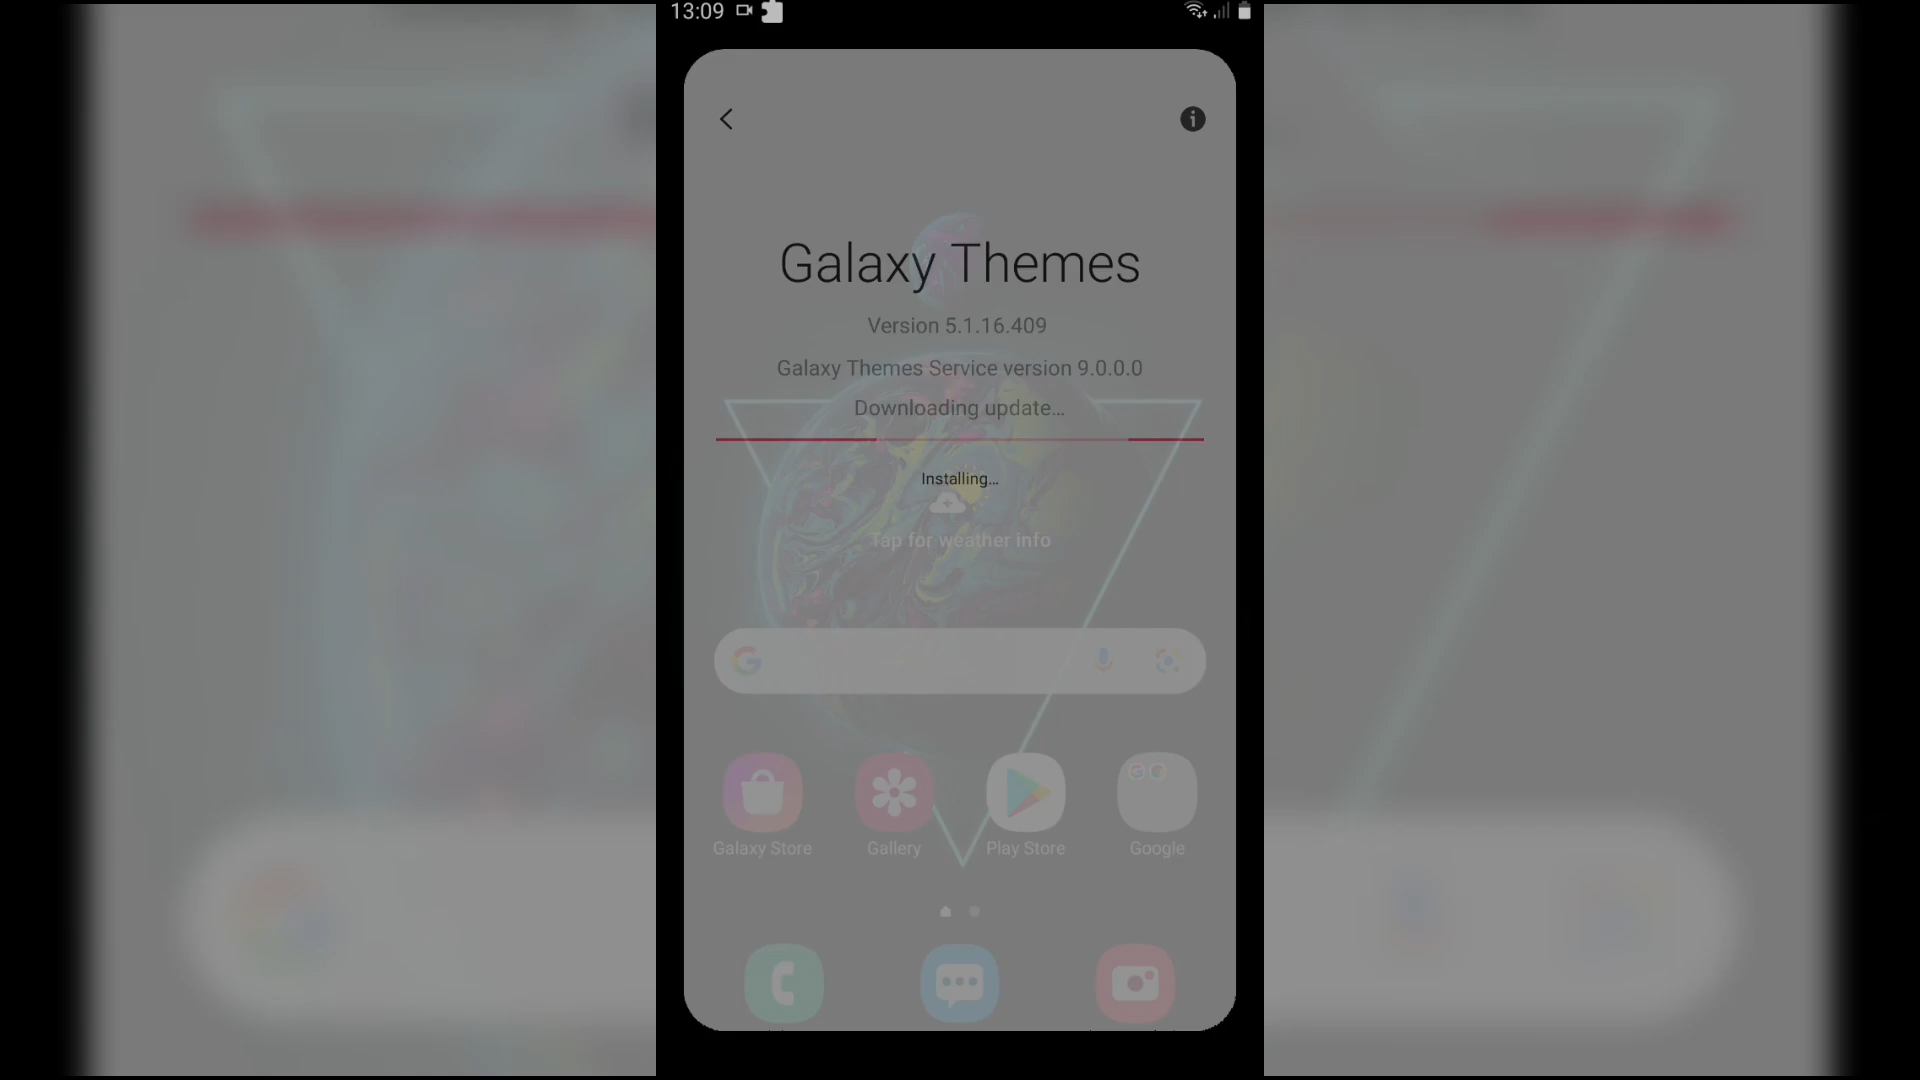 13:09
Galaxy Themes
Version 5.1.16.409
Galaxy Themes Service version 9.0.0.0
Downloading update...
Installing...
Tap for weather info
Galaxy Store
Gallery
Play Store
Google